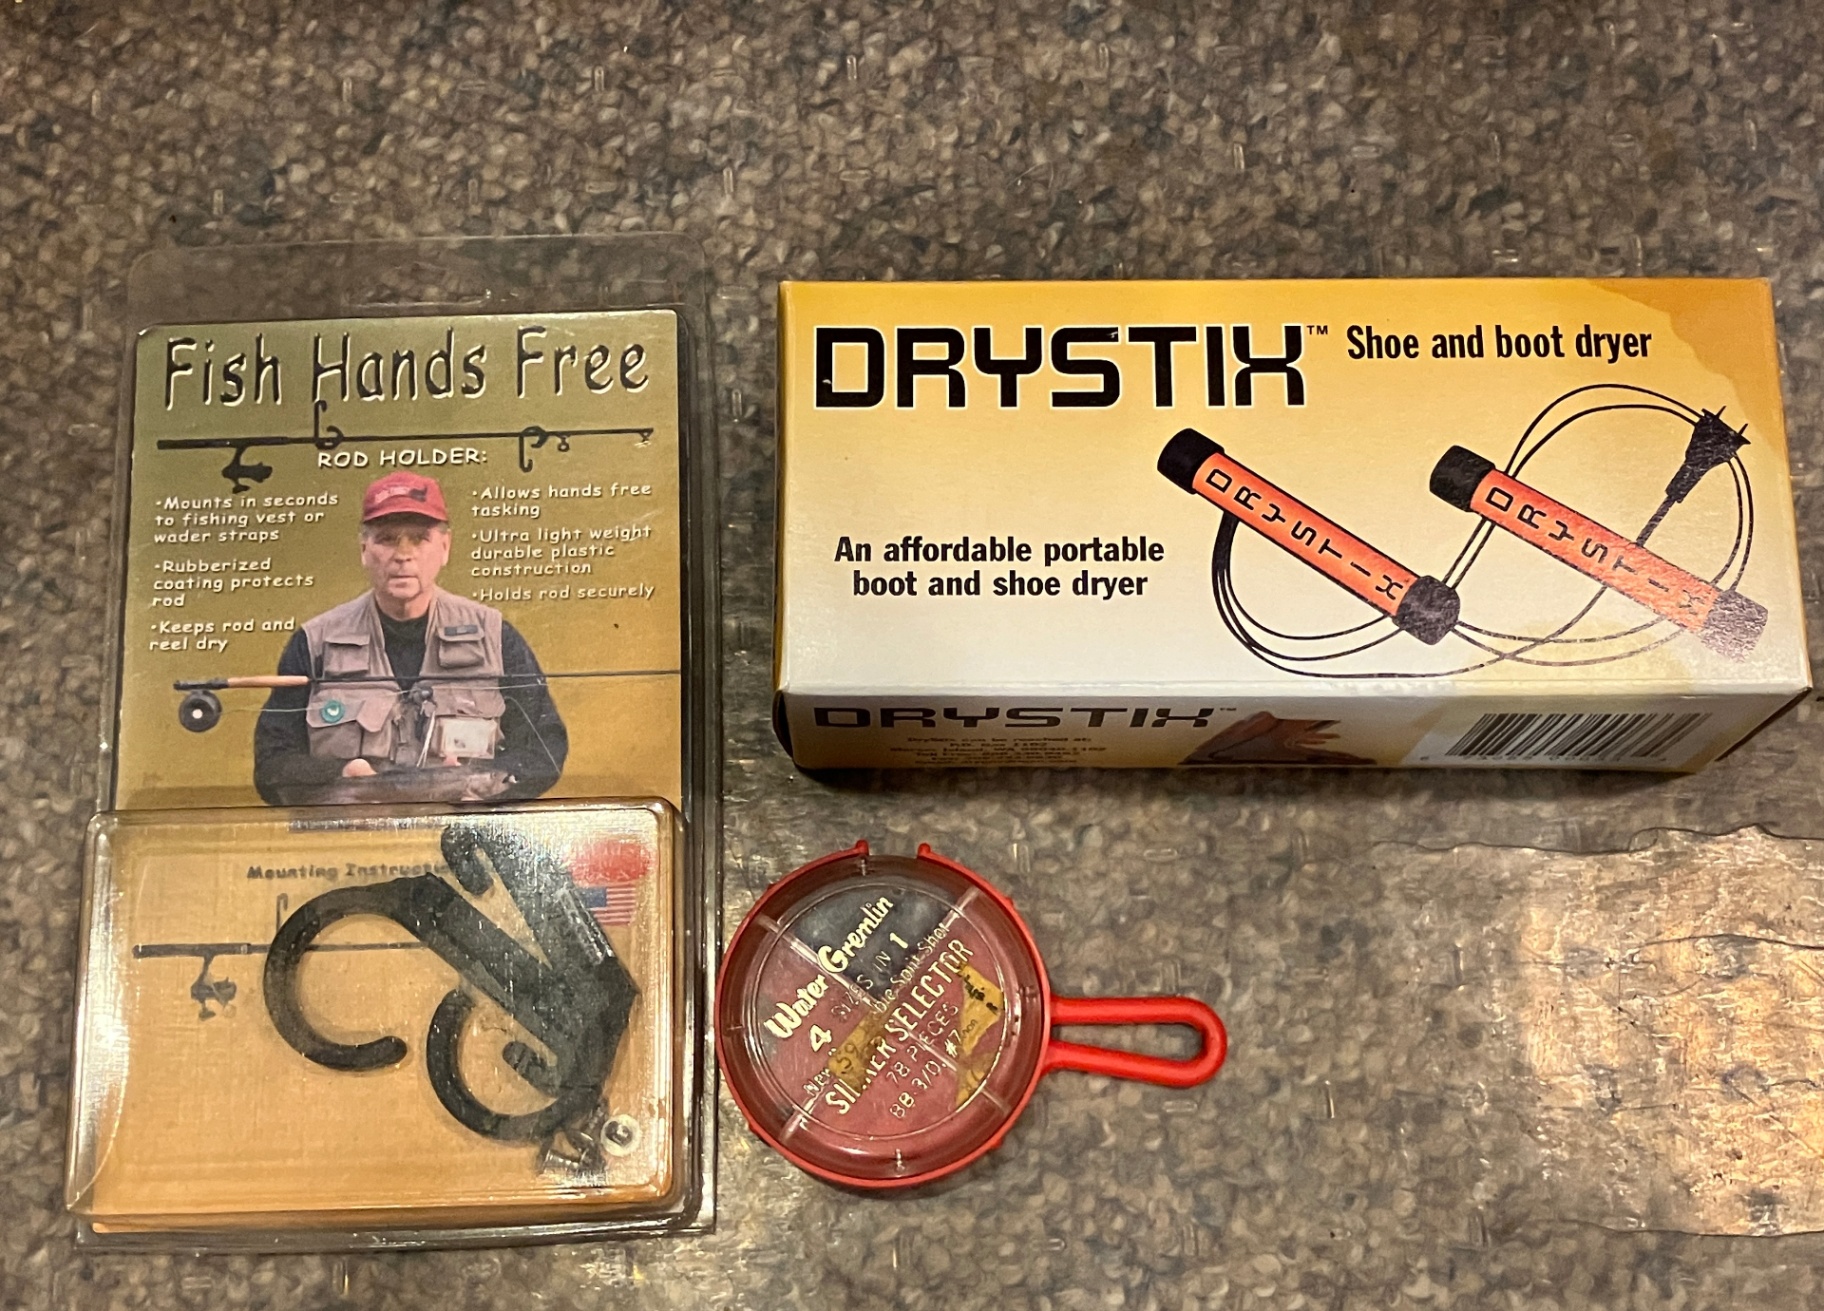 Fish Hands Free
ROD HOLDER:
•Mounts in seconds
to fishing vest or
wader straps
•Rubberized
coating protects
rod
•Keeps rod and
reel dry
•Allows hands free
tasking
•Ultra light weight
durable plastic
construction
•Holds rod securely
Mounting
DRYSTIX™ Shoe and boot dryer
An affordable portable
boot and shoe dryer
DRYSTIX
DRYSTIX
DRYSTIX™
Water Gremlin
4 SIZES IN 1
SELECTOR
78 PIECES
BB 3/0 #7